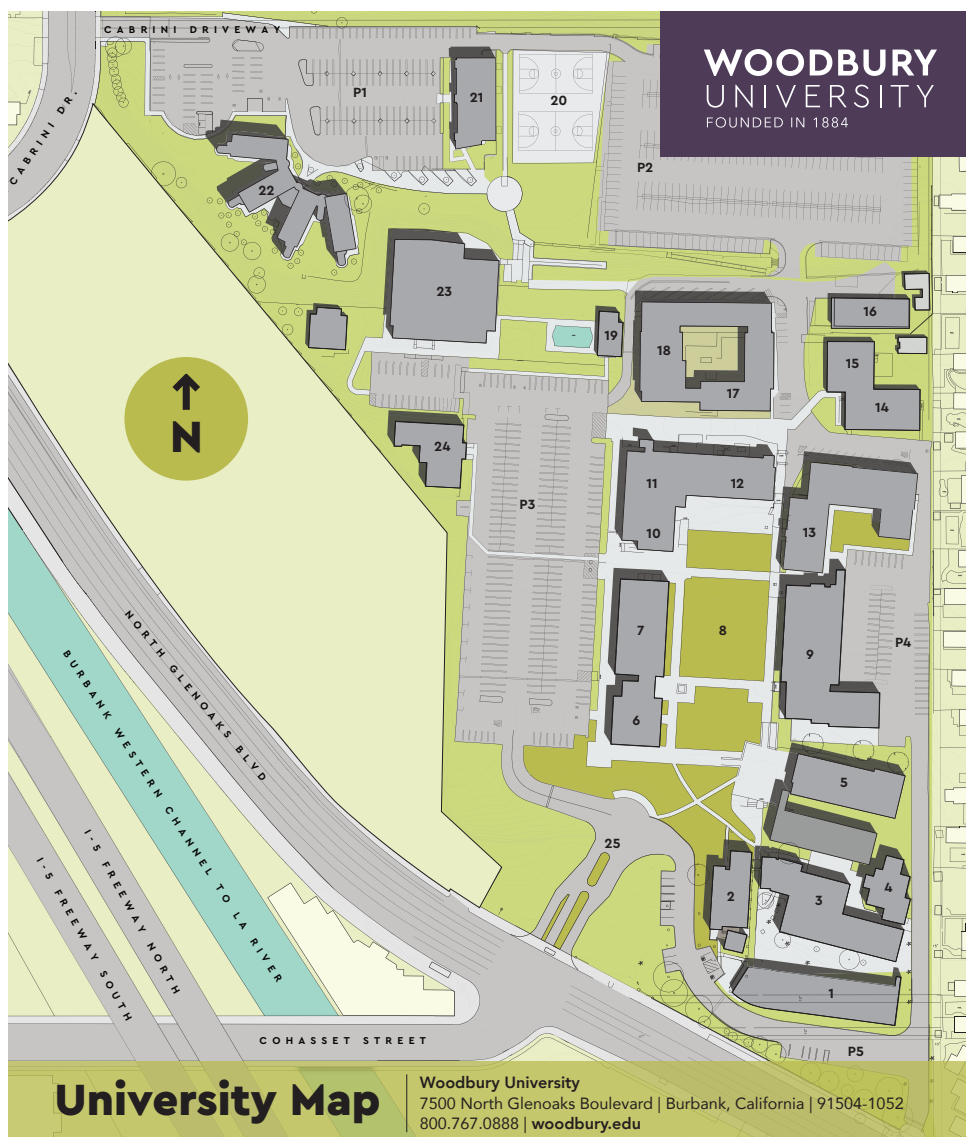 CABRINI DRIVEWAY
WOODBURY
UNIVERSITY
FOUNDED IN 1884
CABRINI DR.
P1
21
20
P2
22
23
19
18
17
16
15
14
N
24
P3
11
12
10
13
7
8
9
P4
6
5
NORTH GLENOAKS BLVD
BURBANK WESTERN CHANNEL TO LA RIVER
I-5 FREEWAY NORTH
I-5 FREEWAY SOUTH
25
2
3
4
1
COHASSET STREET
P5
University Map
Woodbury University
7500 North Glenoaks Boulevard | Burbank, California | 91504-1052
800.767.0888 | woodbury.edu